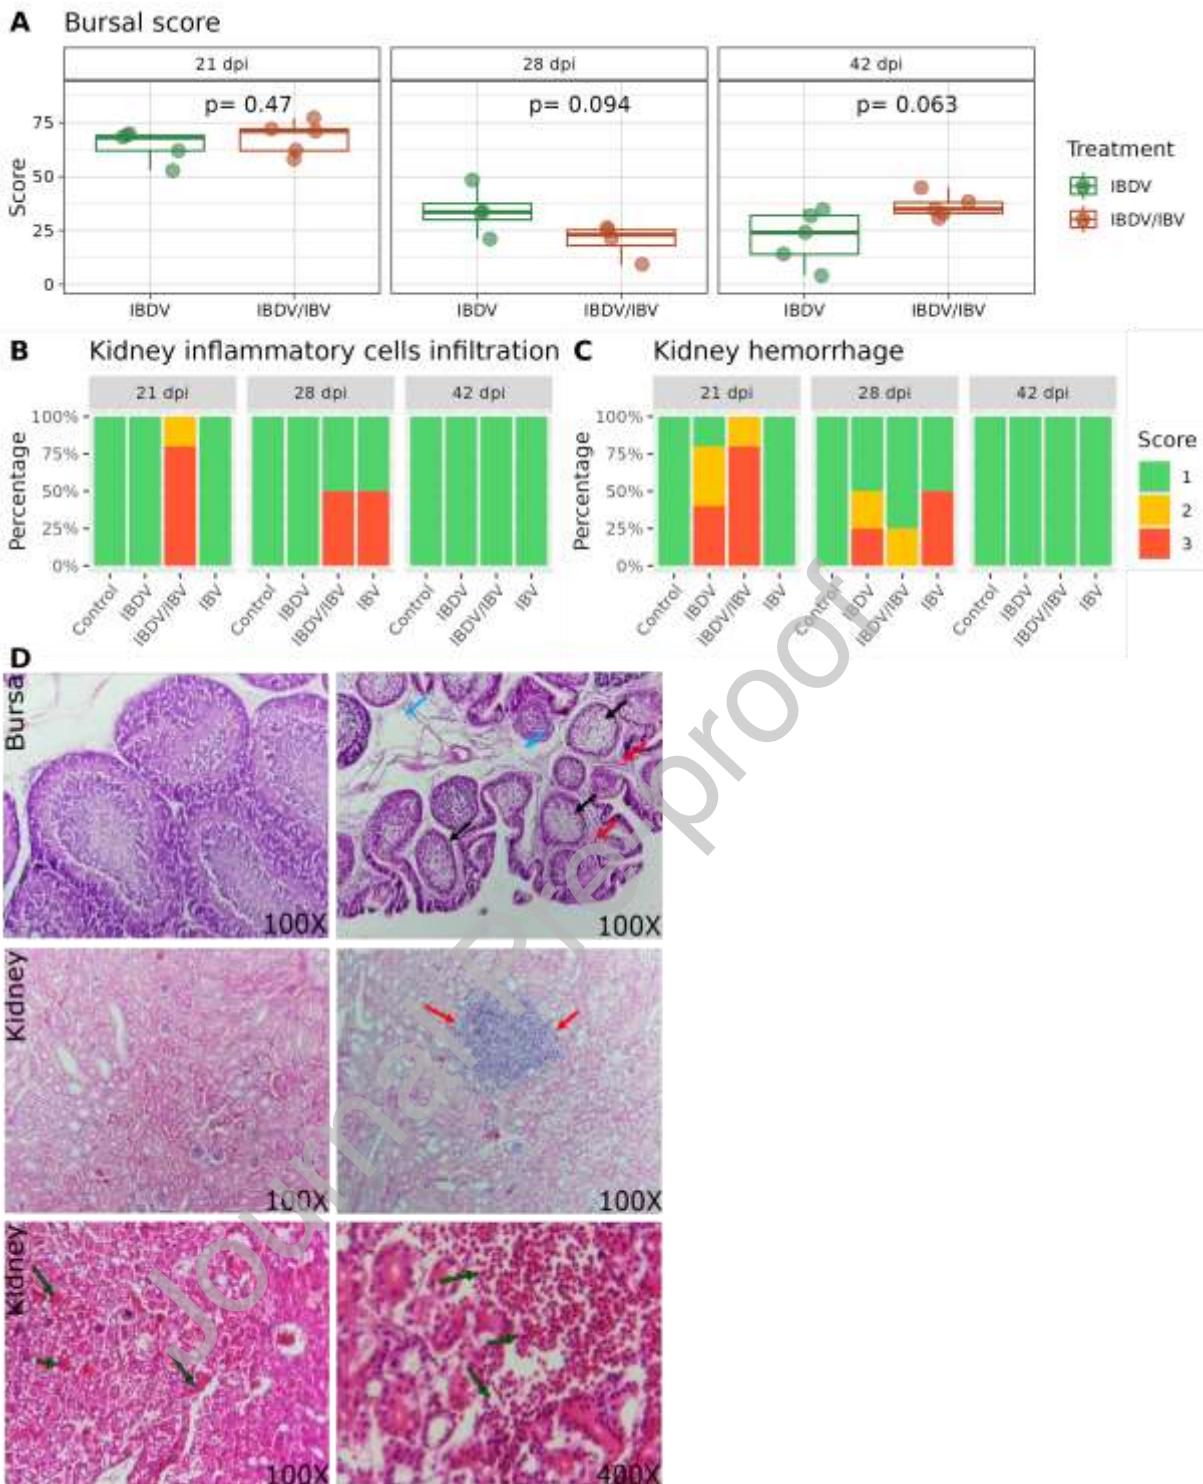 A Bursal score
21 dpi 28 dpi 42 dpi
p= 0.47 p= 0.094 p= 0.063
Score
75
50
25
0
IBDV IBDV/IBV IBDV IBDV/IBV IBDV IBDV/IBV
Treatment
IBDV
IBDV/IBV
B Kidney inflammatory cells infiltration
21 dpi 28 dpi 42 dpi
Percentage
100%
75%
50%
25%
0%
Control IBDV IBDV/IBV IBV Control IBDV IBDV/IBV IBV Control IBDV IBDV/IBV IBV
C Kidney hemorrhage
21 dpi 28 dpi 42 dpi
Percentage
100%
75%
50%
25%
0%
Control IBDV IBDV/IBV IBV Control IBDV IBDV/IBV IBV Control IBDV IBDV/IBV IBV
Score
1
2
3
D
Bursa
100X 100X
Kidney
100X 100X
Kidney
100X 400X
Journal Pre-proof